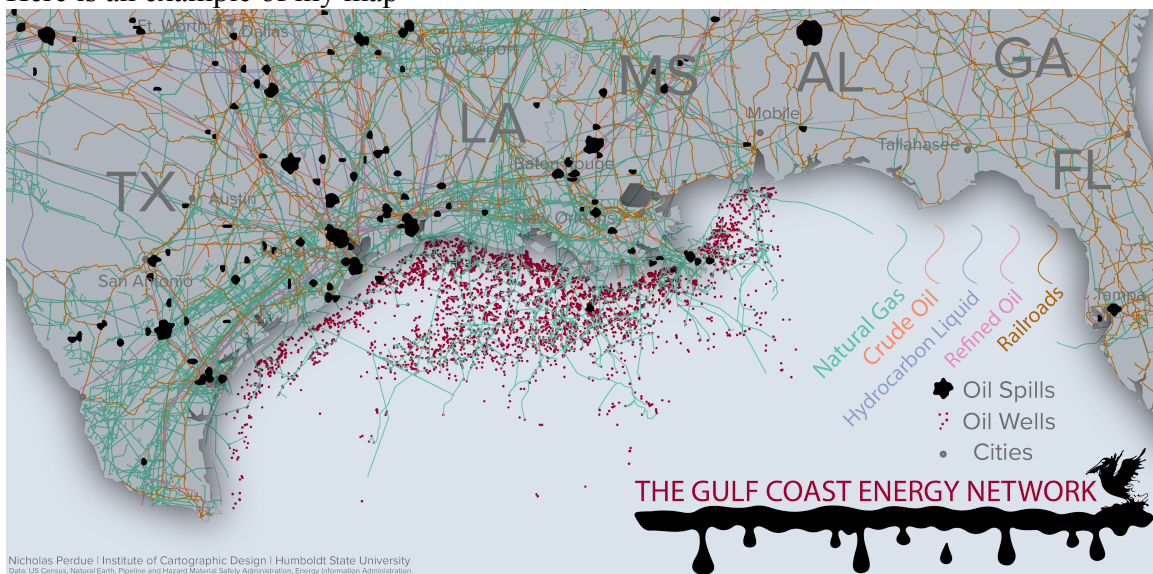 Here is an example of my map
Ft. Worth
Dallas
Shreveport
MS
AL
GA
LA
Mobile
Tallahasee
Baton Rouge
FL
TX
Austin
New Orleans
San Antonio
Tampa
Natural Gas
Crude Oil
Hydrocarbon Liquid
Refined Oil
Railroads
Oil Spills
Oil Wells
Cities
THE GULF COAST ENERGY NETWORK
Nicholas Perdue | Institute of Cartographic Design | Humboldt State University
Data: US Census, Natural Earth, Pipeline and Hazard Material Safety Administration, Energy Information Administration